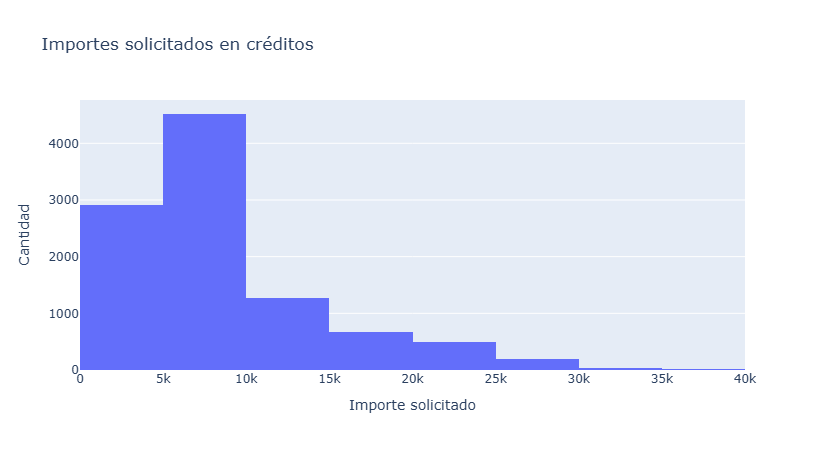 Importes solicitados en créditos
Cantidad
4000
3000
2000
1000
0
0 5k 10k 15k 20k 25k 30k 35k 40k
Importe solicitado